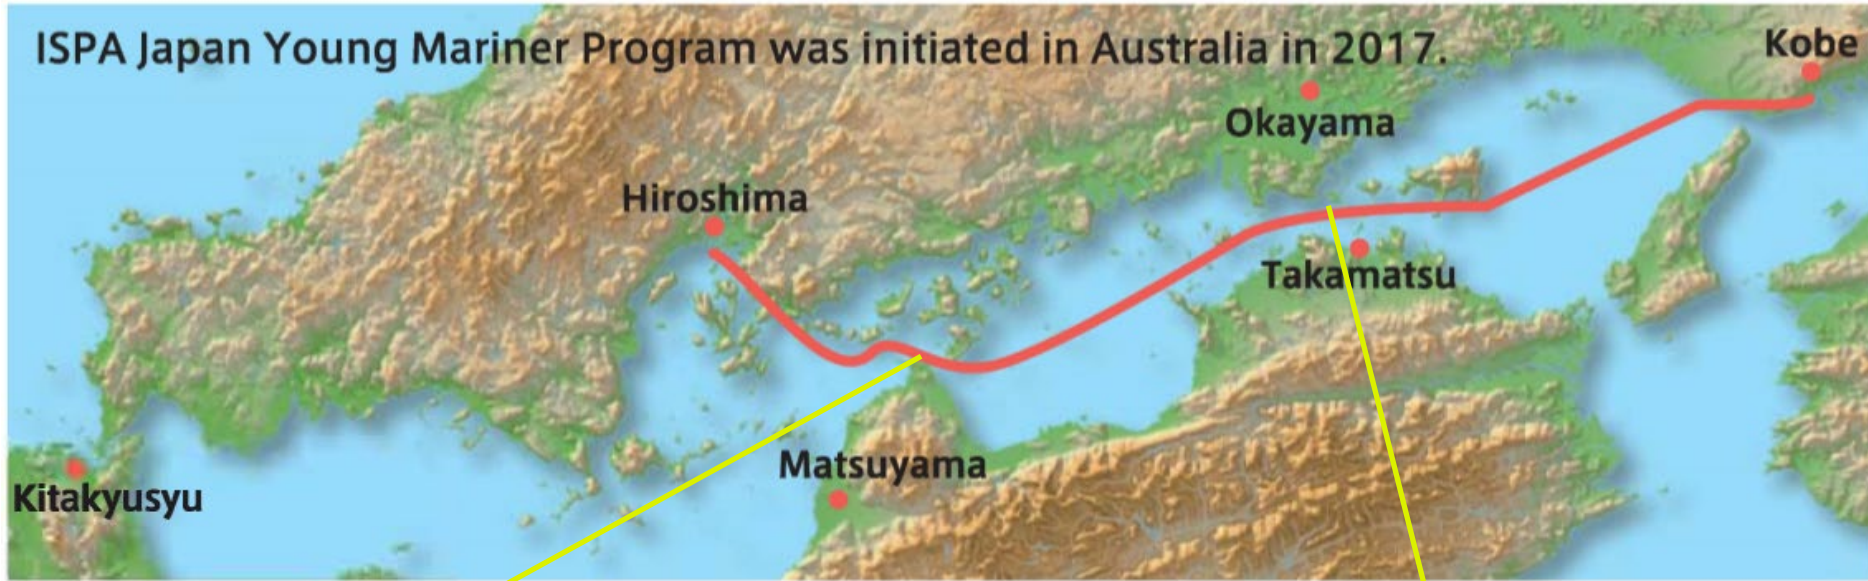 ISPA Japan Young Mariner Program was initiated in Australia in 2017.
Kobe
Okayama
Hiroshima
Takamatsu
Matsuyama
Kitakyusyu